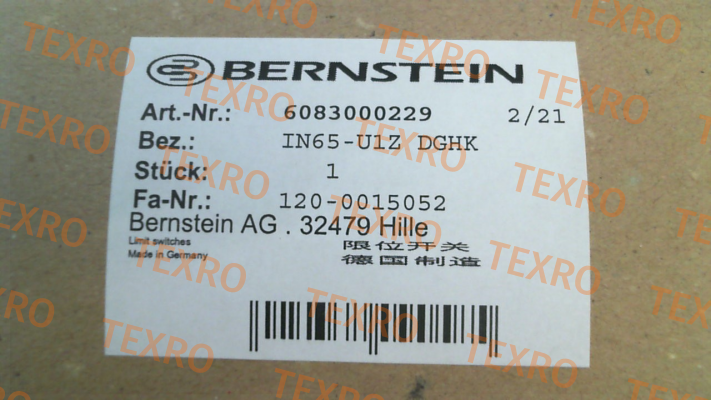 BERNSTEIN
Art.-Nr.: 6083000229 2/21
Bez.: IN65-U1Z DGHK
Stück: 1
Fa-Nr.: 120-0015052
Bernstein AG . 32479 Hille
Limit switches 限位开关
Made in Germany 德国制造
TEXRO